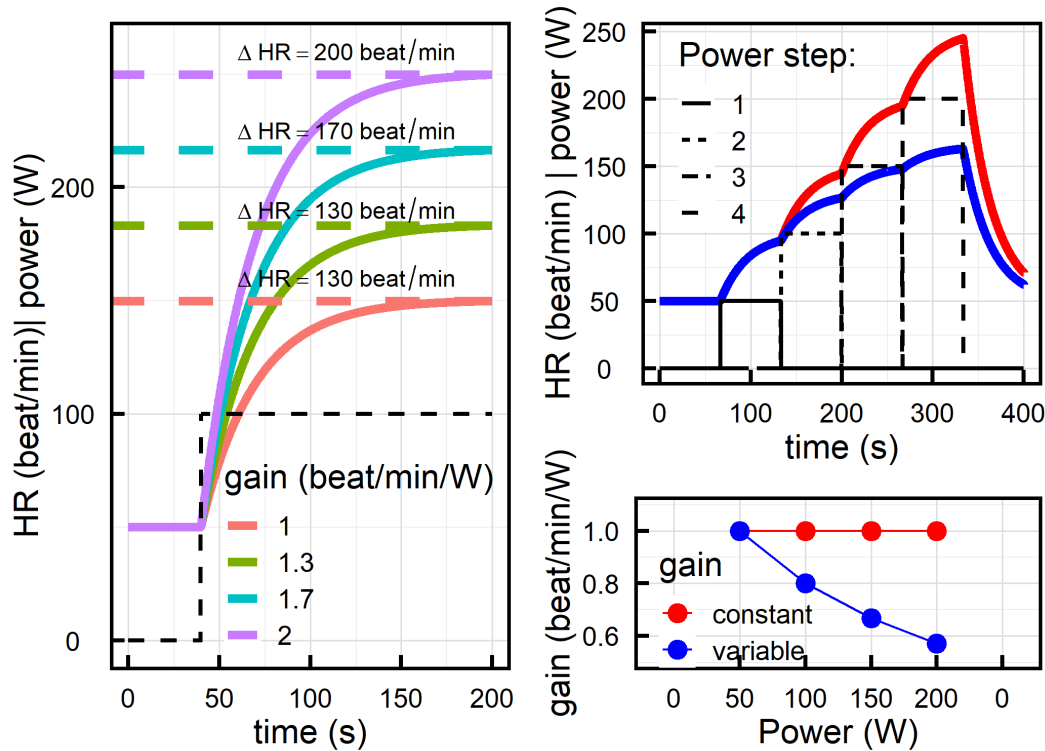 HR (beat/min)| power (W)
Δ HR = 200 beat/min
Δ HR = 170 beat/min
Δ HR = 130 beat/min
Δ HR = 130 beat/min
200
100
0
gain (beat/min/W)
1
1.3
1.7
2
0 50 100 150 200
time (s)
HR (beat/min) | power (W)
250
200
150
100
50
0
Power step:
1
2
3
4
0 100 200 300 400
time (s)
gain (beat/min/W)
1.0
0.8
0.6
gain
constant
variable
0 50 100 150 200 0
Power (W)